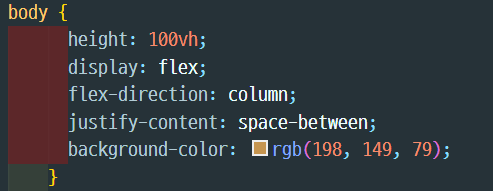 body {
height: 100vh;
display: flex;
flex-direction: column;
justify-content: space-between;
background-color: rgb(198, 149, 79);
}